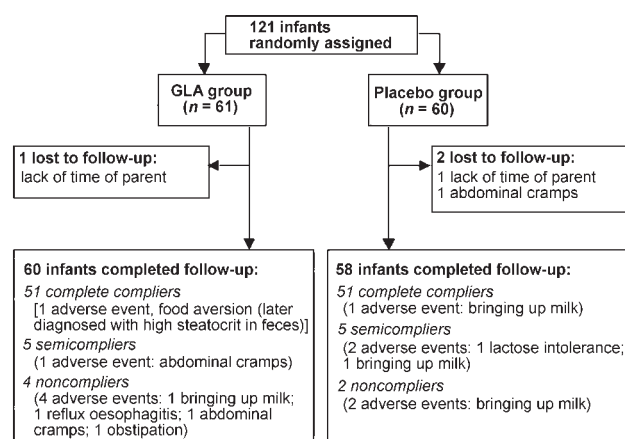 121 infants
randomly assigned
GLA group
(n = 61)
Placebo group
(n = 60)
1 lost to follow-up:
lack of time of parent
2 lost to follow-up:
1 lack of time of parent
1 abdominal cramps
60 infants completed follow-up:
51 complete compliers
[1 adverse event, food aversion (later
diagnosed with high steatocrit in feces)]
5 semicompliers
(1 adverse event: abdominal cramps)
4 noncompliers
(4 adverse events: 1 bringing up milk;
1 reflux oesophagitis; 1 abdominal
cramps; 1 obstipation)
58 infants completed follow-up:
51 complete compliers
(1 adverse event: bringing up milk)
5 semicompliers
(2 adverse events: 1 lactose intolerance;
1 bringing up milk)
2 noncompliers
(2 adverse events: bringing up milk)